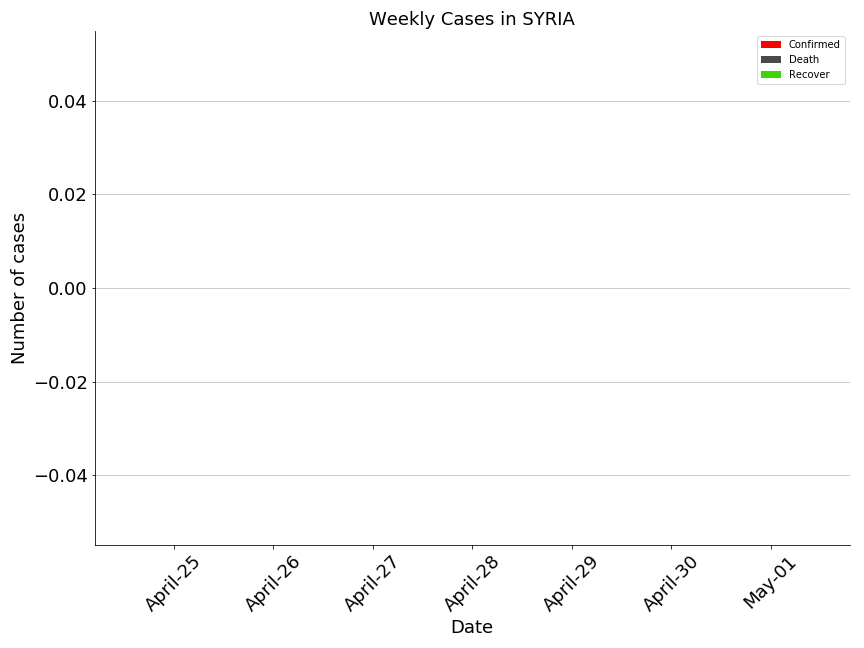 Weekly Cases in SYRIA
Confirmed
Death
Recover
0.04
0.02
0.00
−0.02
−0.04
Number of cases
April-25
April-26
April-27
April-28
April-29
April-30
May-01
Date